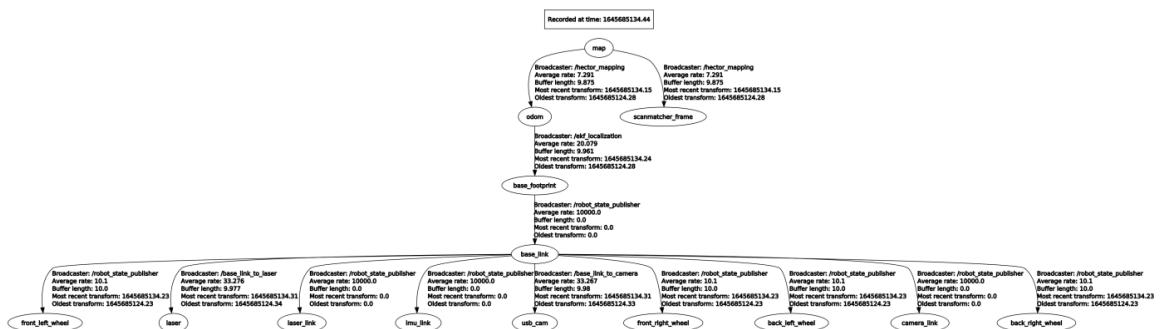 Recorded at time: 1645685134.44
map
Broadcaster: /hector_mapping
Average rate: 7.291
Buffer length: 9.875
Most recent transform: 1645685134.15
Oldest transform: 1645685124.28
Broadcaster: /hector_mapping
Average rate: 7.291
Buffer length: 9.875
Most recent transform: 1645685134.15
Oldest transform: 1645685124.28
odom
scanmatcher_frame
Broadcaster: /ekf_localization
Average rate: 20.079
Buffer length: 9.961
Most recent transform: 1645685134.24
Oldest transform: 1645685124.28
base_footprint
Broadcaster: /robot_state_publisher
Average rate: 10000.0
Buffer length: 0.0
Most recent transform: 0.0
Oldest transform: 0.0
base_link
Broadcaster: /robot_state_publisher
Average rate: 10.1
Buffer length: 10.0
Most recent transform: 1645685134.23
Oldest transform: 1645685124.23
Broadcaster: /base_link_to_laser
Average rate: 33.276
Buffer length: 9.977
Most recent transform: 1645685134.31
Oldest transform: 1645685124.34
Broadcaster: /robot_state_publisher
Average rate: 10000.0
Buffer length: 0.0
Most recent transform: 0.0
Oldest transform: 0.0
Broadcaster: /robot_state_publisher
Average rate: 10000.0
Buffer length: 0.0
Most recent transform: 0.0
Oldest transform: 0.0
Broadcaster: /base_link_to_camera
Average rate: 33.267
Buffer length: 9.98
Most recent transform: 1645685134.31
Oldest transform: 1645685124.33
Broadcaster: /robot_state_publisher
Average rate: 10.1
Buffer length: 10.0
Most recent transform: 1645685134.23
Oldest transform: 1645685124.23
Broadcaster: /robot_state_publisher
Average rate: 10.1
Buffer length: 10.0
Most recent transform: 1645685134.23
Oldest transform: 1645685124.23
Broadcaster: /robot_state_publisher
Average rate: 10000.0
Buffer length: 0.0
Most recent transform: 0.0
Oldest transform: 0.0
Broadcaster: /robot_state_publisher
Average rate: 10.1
Buffer length: 10.0
Most recent transform: 1645685134.23
Oldest transform: 1645685124.23
front_left_wheel
laser
laser_link
imu_link
usb_cam
front_right_wheel
back_left_wheel
camera_link
back_right_wheel